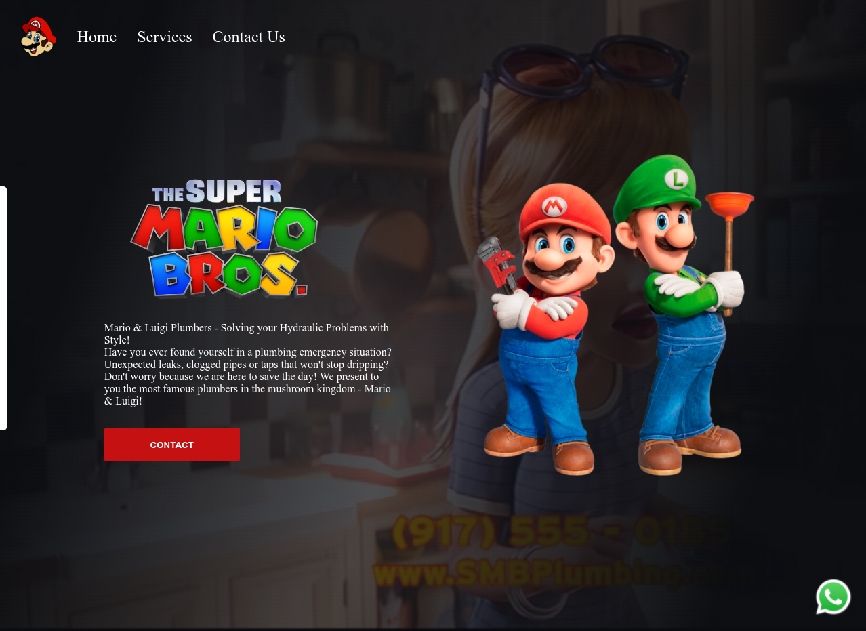 Home Services Contact Us
THE SUPER
MARIO
BROS.
Mario & Luigi Plumbers - Solving your Hydraulic Problems with
Style!
Have you ever found yourself in a plumbing emergency situation?
Unexpected leaks, clogged pipes or taps that won't stop dripping?
Don't worry because we are here to save the day! We present to
you the most famous plumbers in the mushroom kingdom - Mario
& Luigi!
CONTACT
M
L
(917) 555 -
www.SMBPlumbing.com